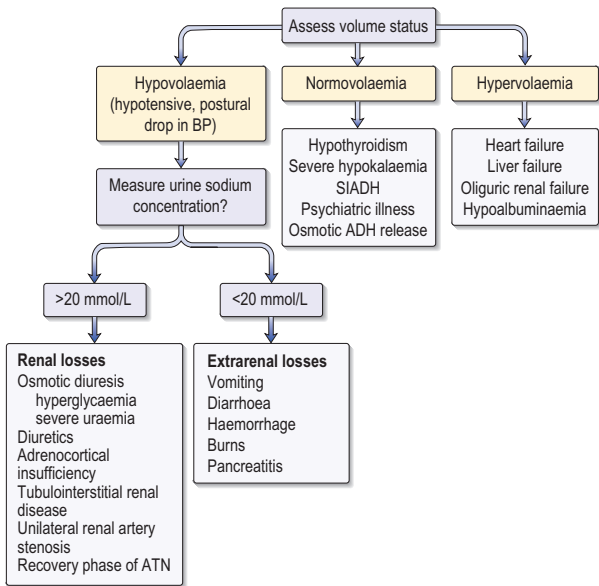 Assess volume status
Hypovolaemia
(hypotensive, postural
drop in BP)
Normovolaemia
Hypervolaemia
Measure urine sodium
concentration?
Hypothyroidism
Severe hypokalaemia
SIADH
Psychiatric illness
Osmotic ADH release
Heart failure
Liver failure
Oliguric renal failure
Hypoalbuminaemia
>20 mmol/L
<20 mmol/L
Renal losses
Osmotic diuresis
hyperglycaemia
severe uraemia
Diuretics
Adrenocortical
insufficiency
Tubulointerstitial renal
disease
Unilateral renal artery
stenosis
Recovery phase of ATN
Extrarenal losses
Vomiting
Diarrhoea
Haemorrhage
Burns
Pancreatitis